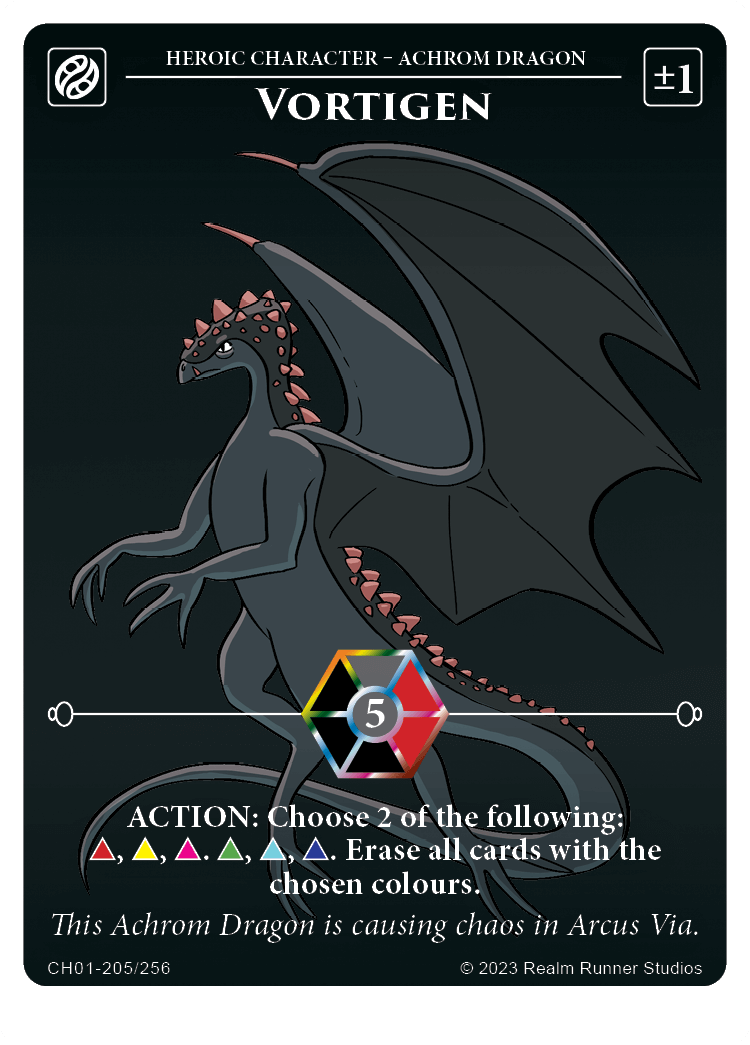 HEROIC CHARACTER – ACHROM DRAGON
±1
VORTIGEN
5
ACTION: Choose 2 of the following:
, , . , , . Erase all cards with the
chosen colours.
This Achrom Dragon is causing chaos in Arcus Via.
CH01-205/256
© 2023 Realm Runner Studios